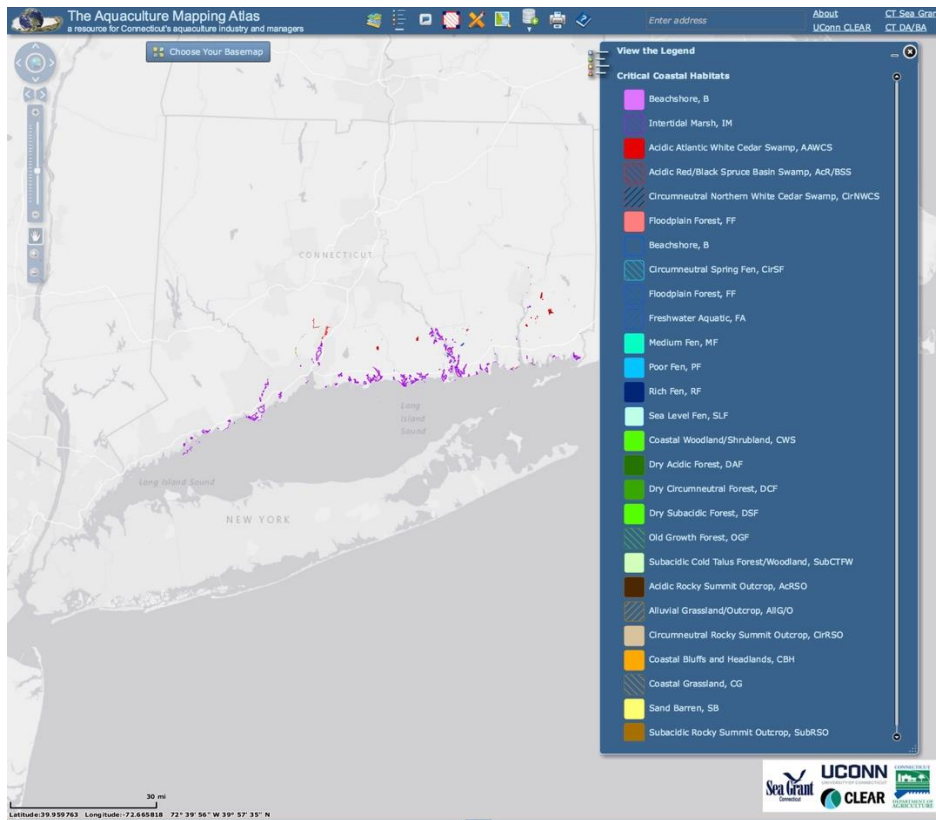 The Aquaculture Mapping Atlas
a resource for Connecticut's aquaculture industry and managers
Enter address
About
CT Sea Gran
UConn CLEAR
CT DA/BA
Choose Your Basemap
View the Legend
Critical Coastal Habitats
Beachshore, B
Intertidal Marsh, IM
Acidic Atlantic White Cedar Swamp, AAWCS
Acidic Red/Black Spruce Basin Swamp, AcR/BSS
Circumneutral Northern White Cedar Swamp, CirNWCS
Floodplain Forest, FF
Beachshore, B
Circumneutral Spring Fen, CirSF
Floodplain Forest, FF
Freshwater Aquatic, FA
Medium Fen, MF
Poor Fen, PF
Rich Fen, RF
Sea Level Fen, SLF
Coastal Woodland/Shrubland, CWS
Dry Acidic Forest, DAF
Dry Circumneutral Forest, DCF
Dry Subacidic Forest, DSF
Old Growth Forest, OGF
Subacidic Cold Talus Forest/Woodland, SubCTFW
Acidic Rocky Summit Outcrop, AcRSO
Alluvial Grassland/Outcrop, AllG/O
Circumneutral Rocky Summit Outcrop, CirRSO
Coastal Bluffs and Headlands, CBH
Coastal Grassland, CG
Sand Barren, SB
Subacidic Rocky Summit Outcrop, SubRSO
CONNECTICUT
Long
Island
Sound
Long Island Sound
NEW YORK
30 mi
Latitude:39.959763 Longitude:-72.665818 72° 39' 56" W 39° 57' 35" N
Sea Grant
Connecticut
UCONN
UNIVERSITY OF CONNECTICUT
CLEAR
CONNECTICUT
DEPARTMENT OF
AGRICULTURE